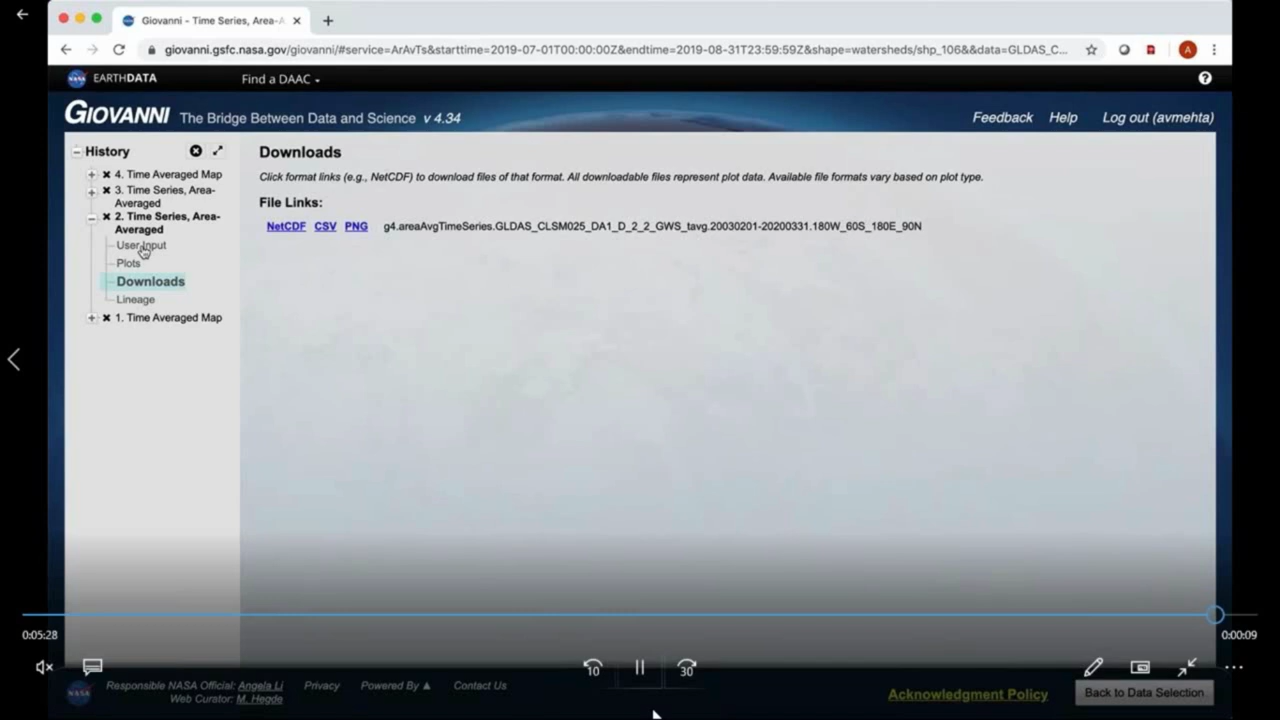 Giovanni - Time Series, Area-A
giovanni.gsfc.nasa.gov/giovanni/#service=ArAvTs&starttime=2019-07-01T00:00:00Z&endtime=2019-08-31T23:59:59Z&shape=watersheds/shp_106&&data=GLDAS_C...
A
NASA EARTHDATA Find a DAAC ?
GIOVANNI The Bridge Between Data and Science v 4.34 Feedback Help Log out (avmehta)
History
4. Time Averaged Map
3. Time Series, Area-
Averaged
2. Time Series, Area-
Averaged
User Input
Plots
Downloads
Lineage
1. Time Averaged Map
Downloads
Click format links (e.g., NetCDF) to download files of that format. All downloadable files represent plot data. Available file formats vary based on plot type.
File Links:
NetCDF CSV PNG g4.areaAvgTimeSeries.GLDAS_CLSM025_DA1_D_2_2_GWS_tavg.20030201-20200331.180W_60S_180E_90N
0:05:28 0:00:09
10 30
NASA Responsible NASA Official: Angela Li Privacy Powered By Contact Us
Web Curator: M. Hegde
Acknowledgment Policy Back to Data Selection